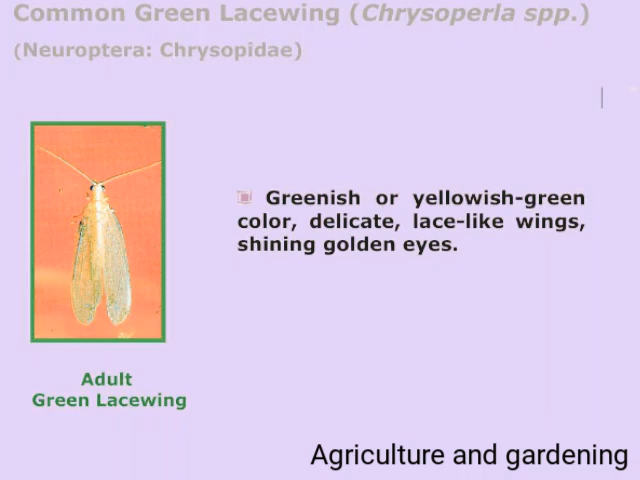 Common Green Lacewing (Chrysoperla spp.)
(Neuroptera: Chrysopidae)
Greenish or yellowish-green
color, delicate, lace-like wings,
shining golden eyes.
Adult
Green Lacewing
Agriculture and gardening